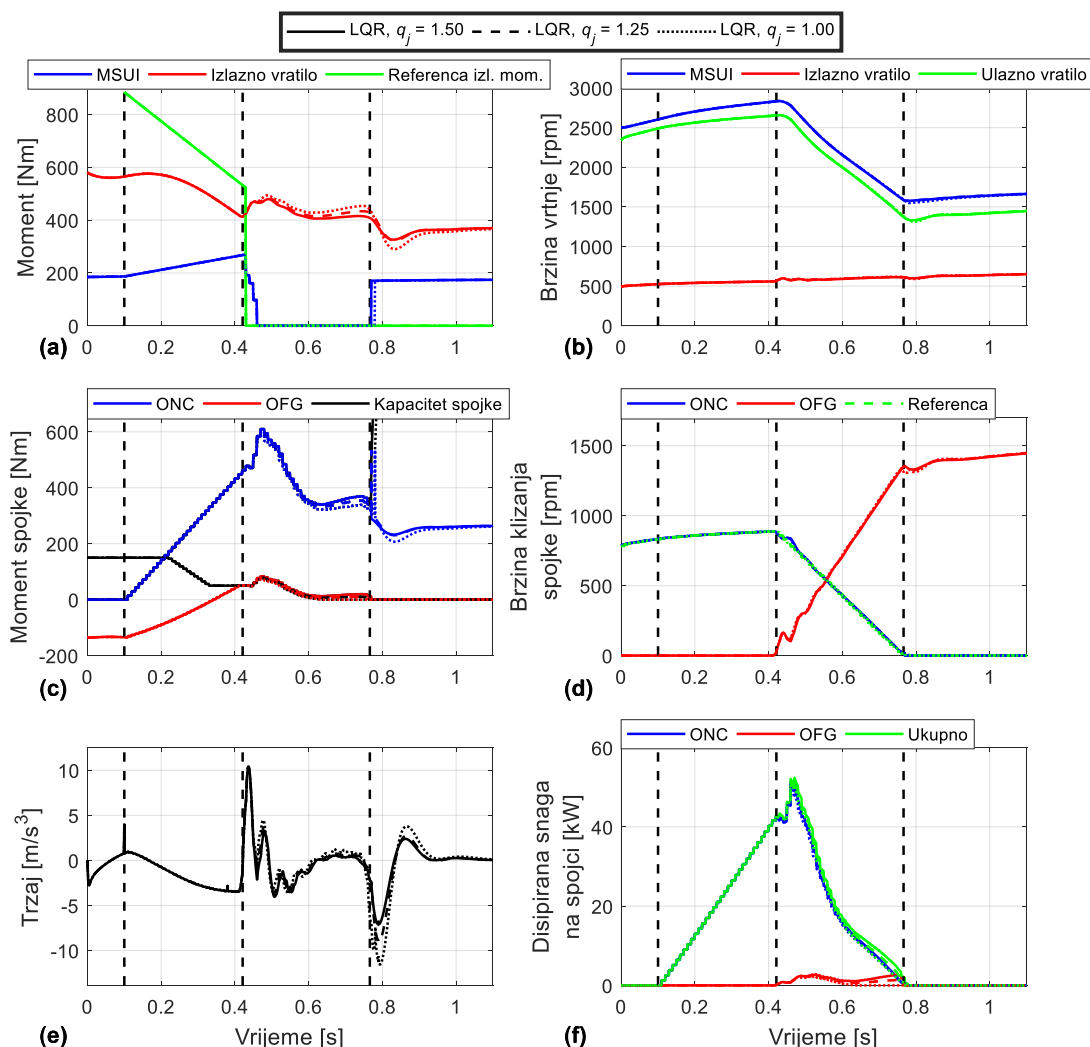 LQR, qj = 1.50 LQR, qj = 1.25 LQR, qj = 1.00
MSUI Izlazno vratilo Referenca izl. mom.
Moment [Nm]
800
600
400
200
0
0 0.2 0.4 0.6 0.8 1
(a)
MSUI Izlazno vratilo Ulazno vratilo
Brzina vrtnje [rpm]
3000
2500
2000
1500
1000
500
0
0 0.2 0.4 0.6 0.8 1
(b)
ONC OFG Kapacitet spojke
Moment spojke [Nm]
600
400
200
0
-200
0 0.2 0.4 0.6 0.8 1
(c)
ONC OFG Referenca
Brzina klizanja
spojke [rpm]
1500
1000
500
0
0 0.2 0.4 0.6 0.8 1
(d)
Trzaj [m/s³]
10
5
0
-5
-10
0 0.2 0.4 0.6 0.8 1
(e)
Vrijeme [s]
ONC OFG Ukupno
Disipirana snaga
na spojci [kW]
60
40
20
0
0 0.2 0.4 0.6 0.8 1
(f)
Vrijeme [s]